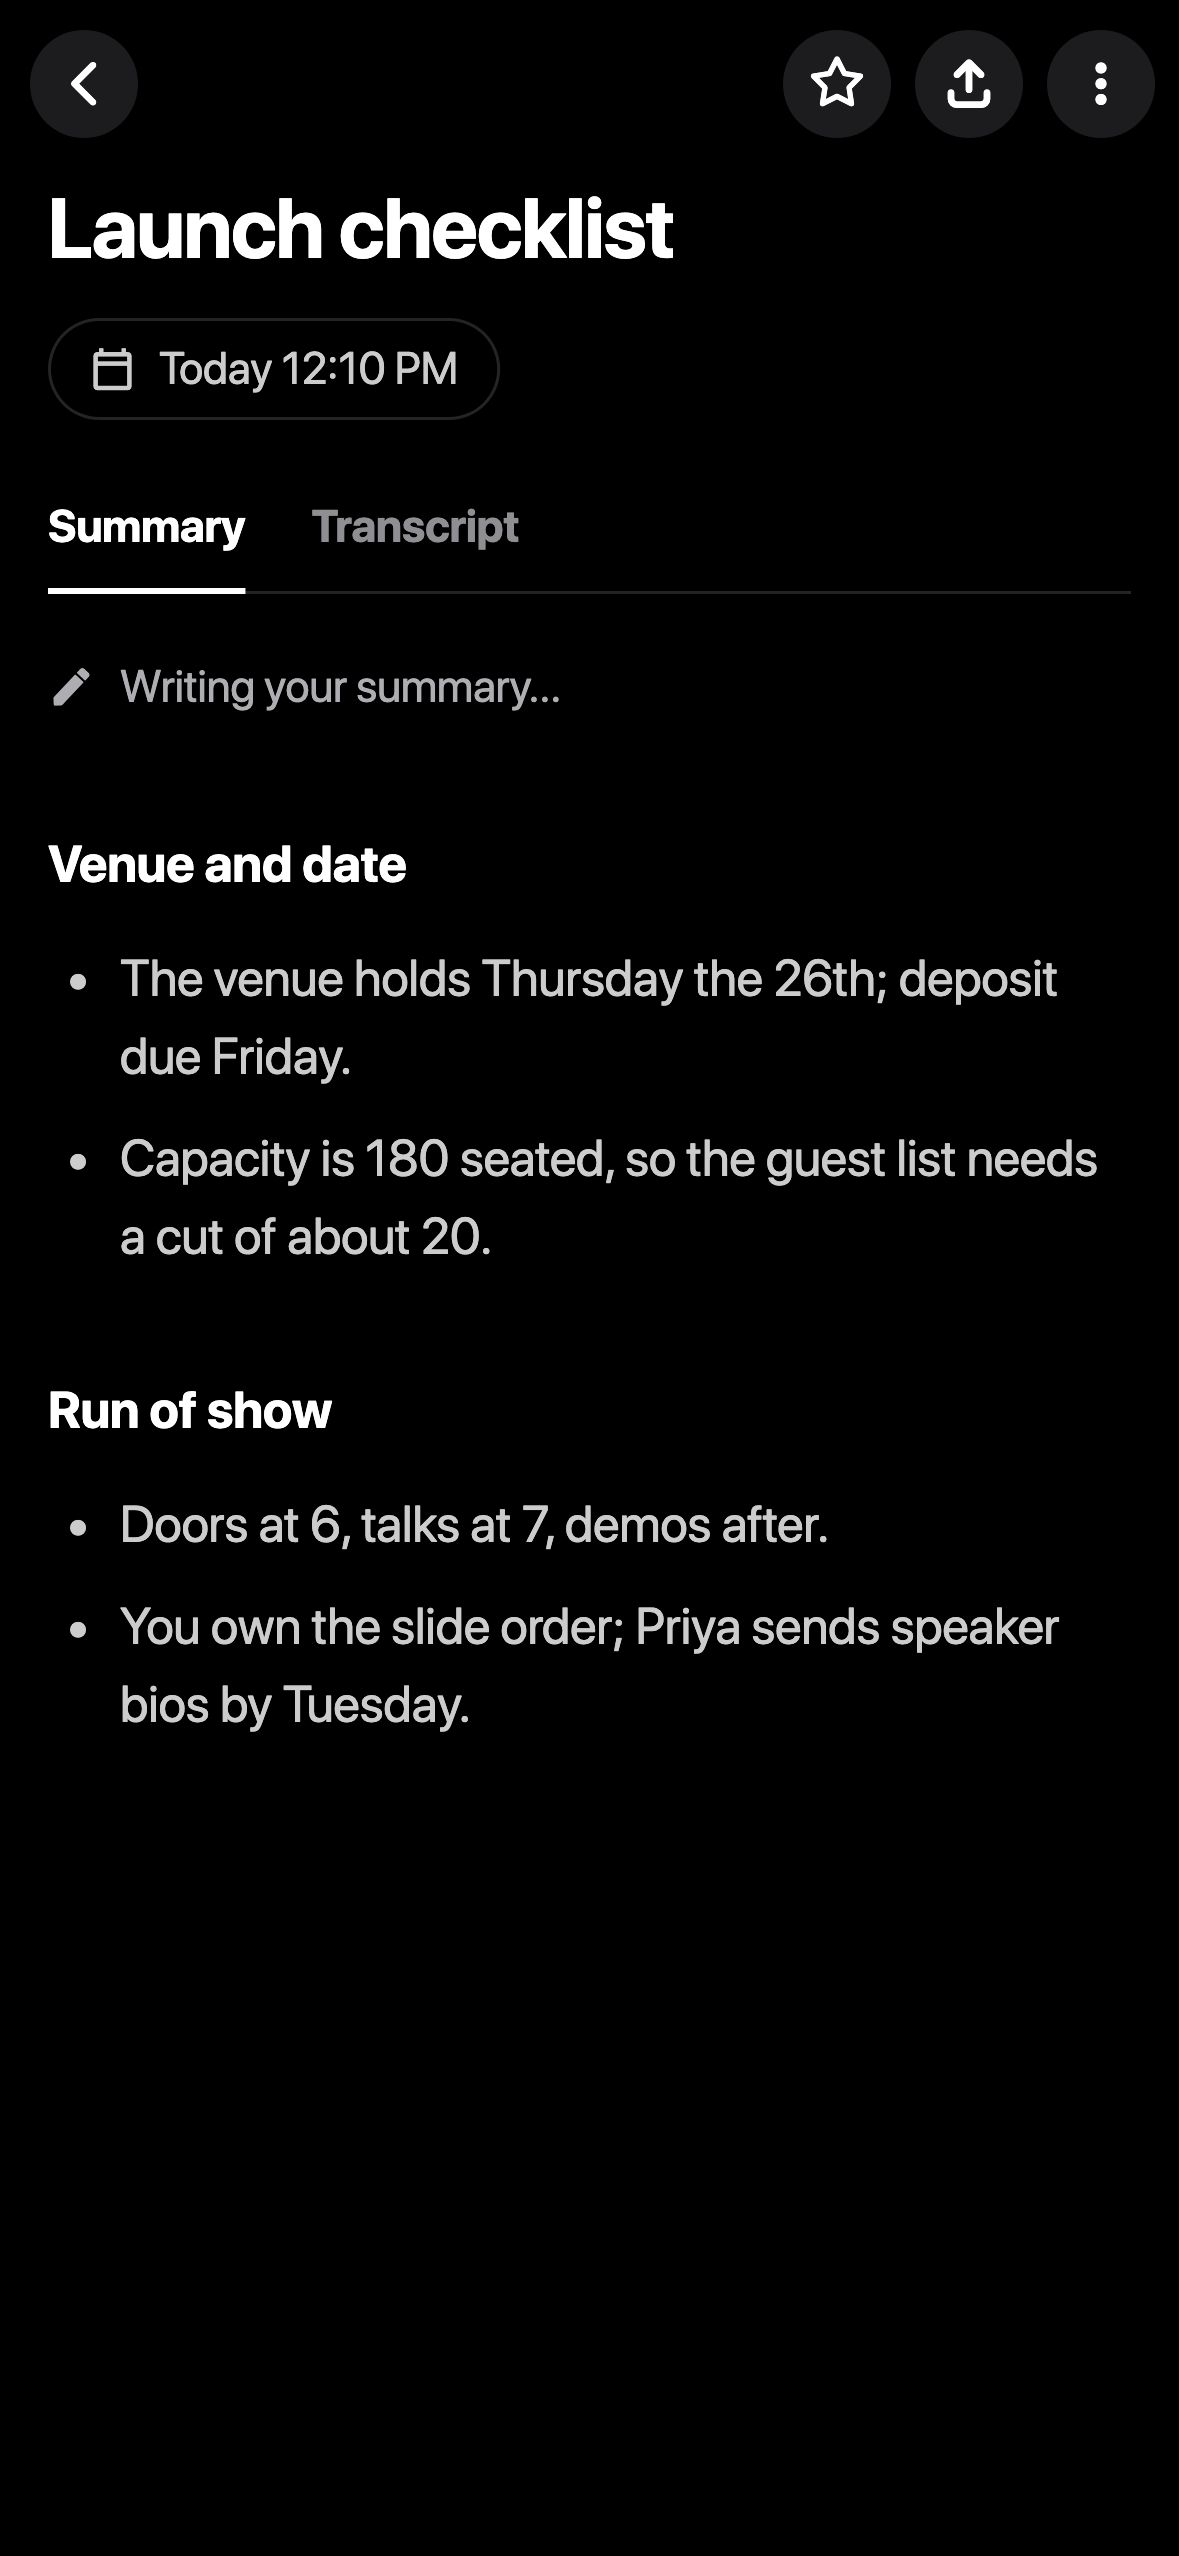 Launch checklist
Today 12:10 PM
Summary
Transcript
Writing your summary...
Venue and date
The venue holds Thursday the 26th; deposit
due Friday.
Capacity is 180 seated, so the guest list needs
a cut of about 20.
Run of show
Doors at 6, talks at 7, demos after.
You own the slide order; Priya sends speaker
bios by Tuesday.